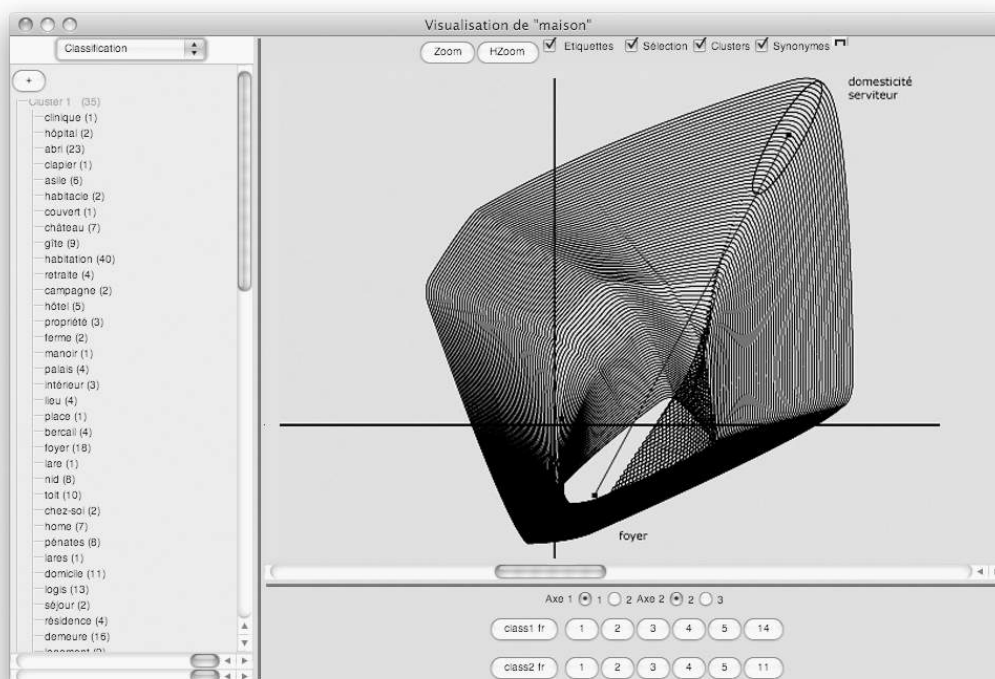 Visualisation de "maison"
Classification
Zoom
HZoom
Etiquettes
Sélection
Clusters
Synonymes
+
Cluster 1 (35)
clinique (1)
hôpital (2)
abri (23)
clapier (1)
asile (6)
habitacle (2)
couvert (1)
château (7)
gîte (9)
habitation (40)
retraite (4)
campagne (2)
hôtel (5)
propriété (3)
ferme (2)
manoir (1)
palais (4)
intérieur (3)
lieu (4)
place (1)
bercail (4)
foyer (18)
lare (1)
nid (8)
toit (10)
chez-soi (2)
home (7)
pénates (8)
lares (1)
domicile (11)
logis (13)
séjour (2)
résidence (4)
demeure (16)
domesticité
serviteur
foyer
Axe 1 1 2 Axe 2 2 3
class1 fr 1 2 3 4 5 14
class2 fr 1 2 3 4 5 11